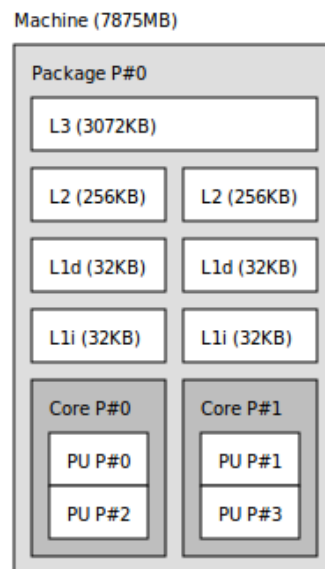 Machine (7875MB)
Package P#0
L3 (3072KB)
L2 (256KB) L2 (256KB)
L1d (32KB) L1d (32KB)
L1i (32KB) L1i (32KB)
Core P#0 Core P#1
PU P#0 PU P#1
PU P#2 PU P#3